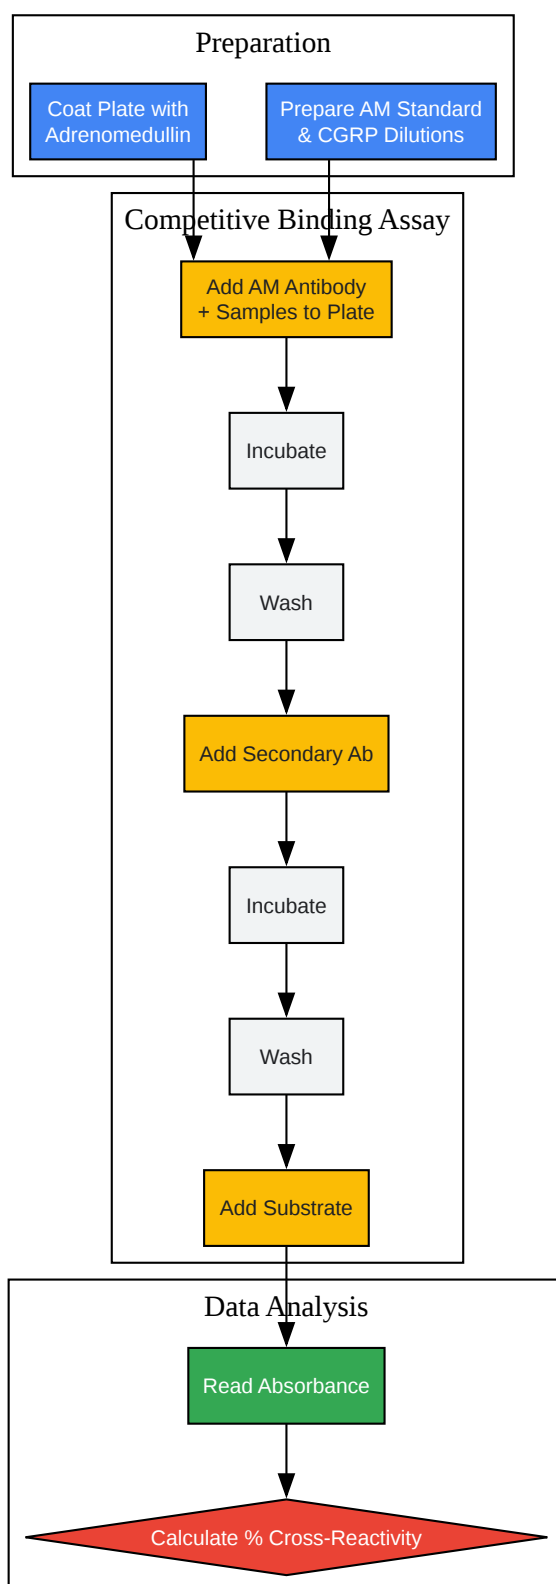 Preparation
Coat Plate with
Adrenomedullin
Prepare AM Standard
& CGRP Dilutions
Competitive Binding Assay
Add AM Antibody
+ Samples to Plate
Incubate
Wash
Add Secondary Ab
Incubate
Wash
Add Substrate
Data Analysis
Read Absorbance
Calculate % Cross-Reactivity